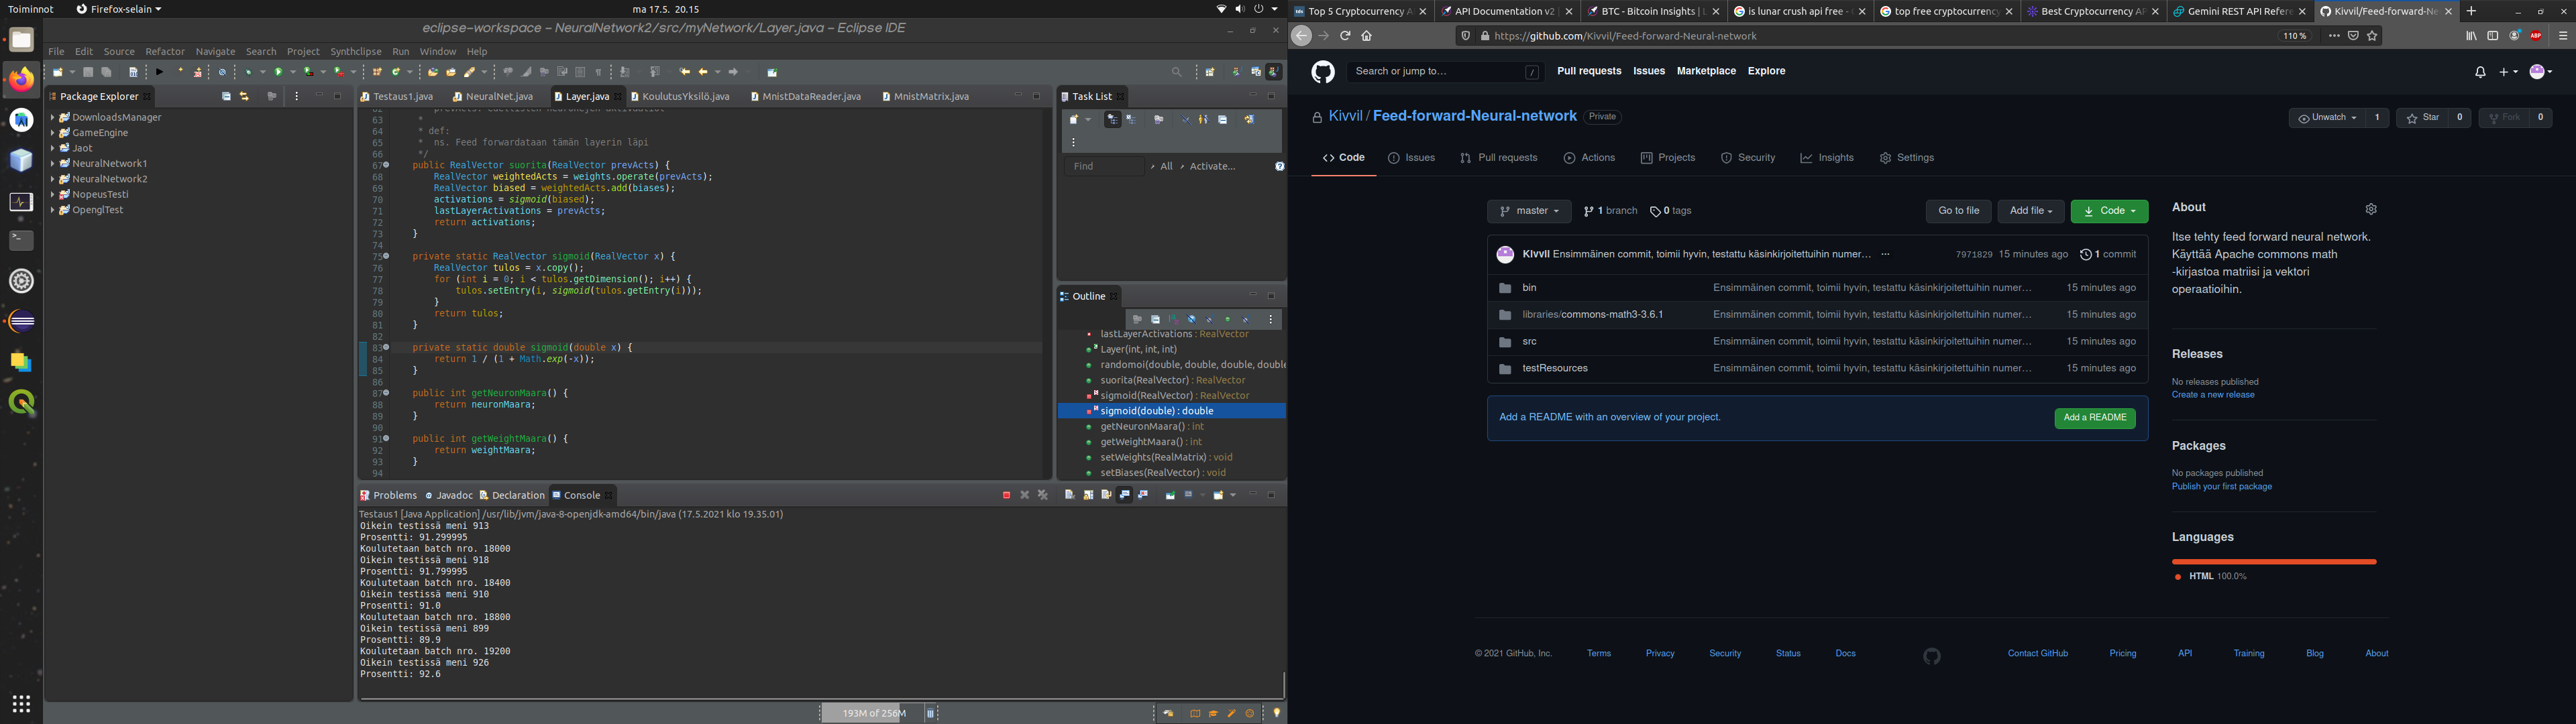 Toiminnot
Firefox-selain
ma 17.5. 20.15
eclipse-workspace - NeuralNetwork2/src/myNetwork/Layer.java - Eclipse IDE
File Edit Source Refactor Navigate Search Project Synthclipse Run Window Help
Package Explorer
DownloadsManager
GameEngine
Jaot
NeuralNetwork1
NeuralNetwork2
NopeusTesti
OpenglTest
Testaus1.java NeuralNet.java Layer.java KoulutusYksilö.java MnistDataReader.java MnistMatrix.java
63 *
64 * def:
65 * ns. Feed forwardataan tämän layerin läpi
66 */
67 public RealVector suorita(RealVector prevActs) {
68 RealVector weightedActs = weights.operate(prevActs);
69 RealVector biased = weightedActs.add(biases);
70 activations = sigmoid(biased);
71 lastLayerActivations = prevActs;
72 return activations;
73 }
74
75 private static RealVector sigmoid(RealVector x) {
76 RealVector tulos = x.copy();
77 for (int i = 0; i < tulos.getDimension(); i++) {
78 tulos.setEntry(i, sigmoid(tulos.getEntry(i)));
79 }
80 return tulos;
81 }
82
83 private static double sigmoid(double x) {
84 return 1 / (1 + Math.exp(-x));
85 }
86
87 public int getNeuronMaara() {
88 return neuronMaara;
89 }
90
91 public int getWeightMaara() {
92 return weightMaara;
93 }
94
Task List
Find
All
Activate...
Outline
lastLayerActivations : RealVector
Layer(int, int, int)
randomoi(double, double, double, double
suorita(RealVector) : RealVector
sigmoid(RealVector) : RealVector
sigmoid(double) : double
getNeuronMaara() : int
getWeightMaara() : int
setWeights(RealMatrix) : void
setBiases(RealVector) : void
Problems Javadoc Declaration Console
Testaus1 [Java Application] /usr/lib/jvm/java-8-openjdk-amd64/bin/java (17.5.2021 klo 19.35.01)
Oikein testissä meni 913
Prosentti: 91.299995
Koulutetaan batch nro. 18000
Oikein testissä meni 918
Prosentti: 91.799995
Koulutetaan batch nro. 18400
Oikein testissä meni 910
Prosentti: 91.0
Koulutetaan batch nro. 18800
Oikein testissä meni 899
Prosentti: 89.9
Koulutetaan batch nro. 19200
Oikein testissä meni 926
Prosentti: 92.6
193M of 256M
Top 5 Cryptocurrency A
API Documentation v2 |
BTC - Bitcoin Insights | L
is lunar crush api free - G
top free cryptocurrency
Best Cryptocurrency AP
Gemini REST API Refere
Kivvil/Feed-forward-Neu
https://github.com/Kivvil/Feed-forward-Neural-network
110 %
Search or jump to…
/
Pull requests Issues Marketplace Explore
Kivvil / Feed-forward-Neural-network Private
Unwatch 1 Star 0 Fork 0
Code Issues Pull requests Actions Projects Security Insights Settings
master 1 branch 0 tags
Go to file Add file Code
Kivvil Ensimmäinen commit, toimii hyvin, testattu käsinkirjoitettuihin numer… ... 7971829 15 minutes ago 1 commit
bin Ensimmäinen commit, toimii hyvin, testattu käsinkirjoitettuihin numer… 15 minutes ago
libraries/commons-math3-3.6.1 Ensimmäinen commit, toimii hyvin, testattu käsinkirjoitettuihin numer… 15 minutes ago
src Ensimmäinen commit, toimii hyvin, testattu käsinkirjoitettuihin numer… 15 minutes ago
testResources Ensimmäinen commit, toimii hyvin, testattu käsinkirjoitettuihin numer… 15 minutes ago
Add a README with an overview of your project.
Add a README
About
Itse tehty feed forward neural network.
Käyttää Apache commons math
-kirjastoa matriisi ja vektori
operaatioihin.
Releases
No releases published
Create a new release
Packages
No packages published
Publish your first package
Languages
HTML 100.0%
© 2021 GitHub, Inc. Terms Privacy Security Status Docs Contact GitHub Pricing API Training Blog About